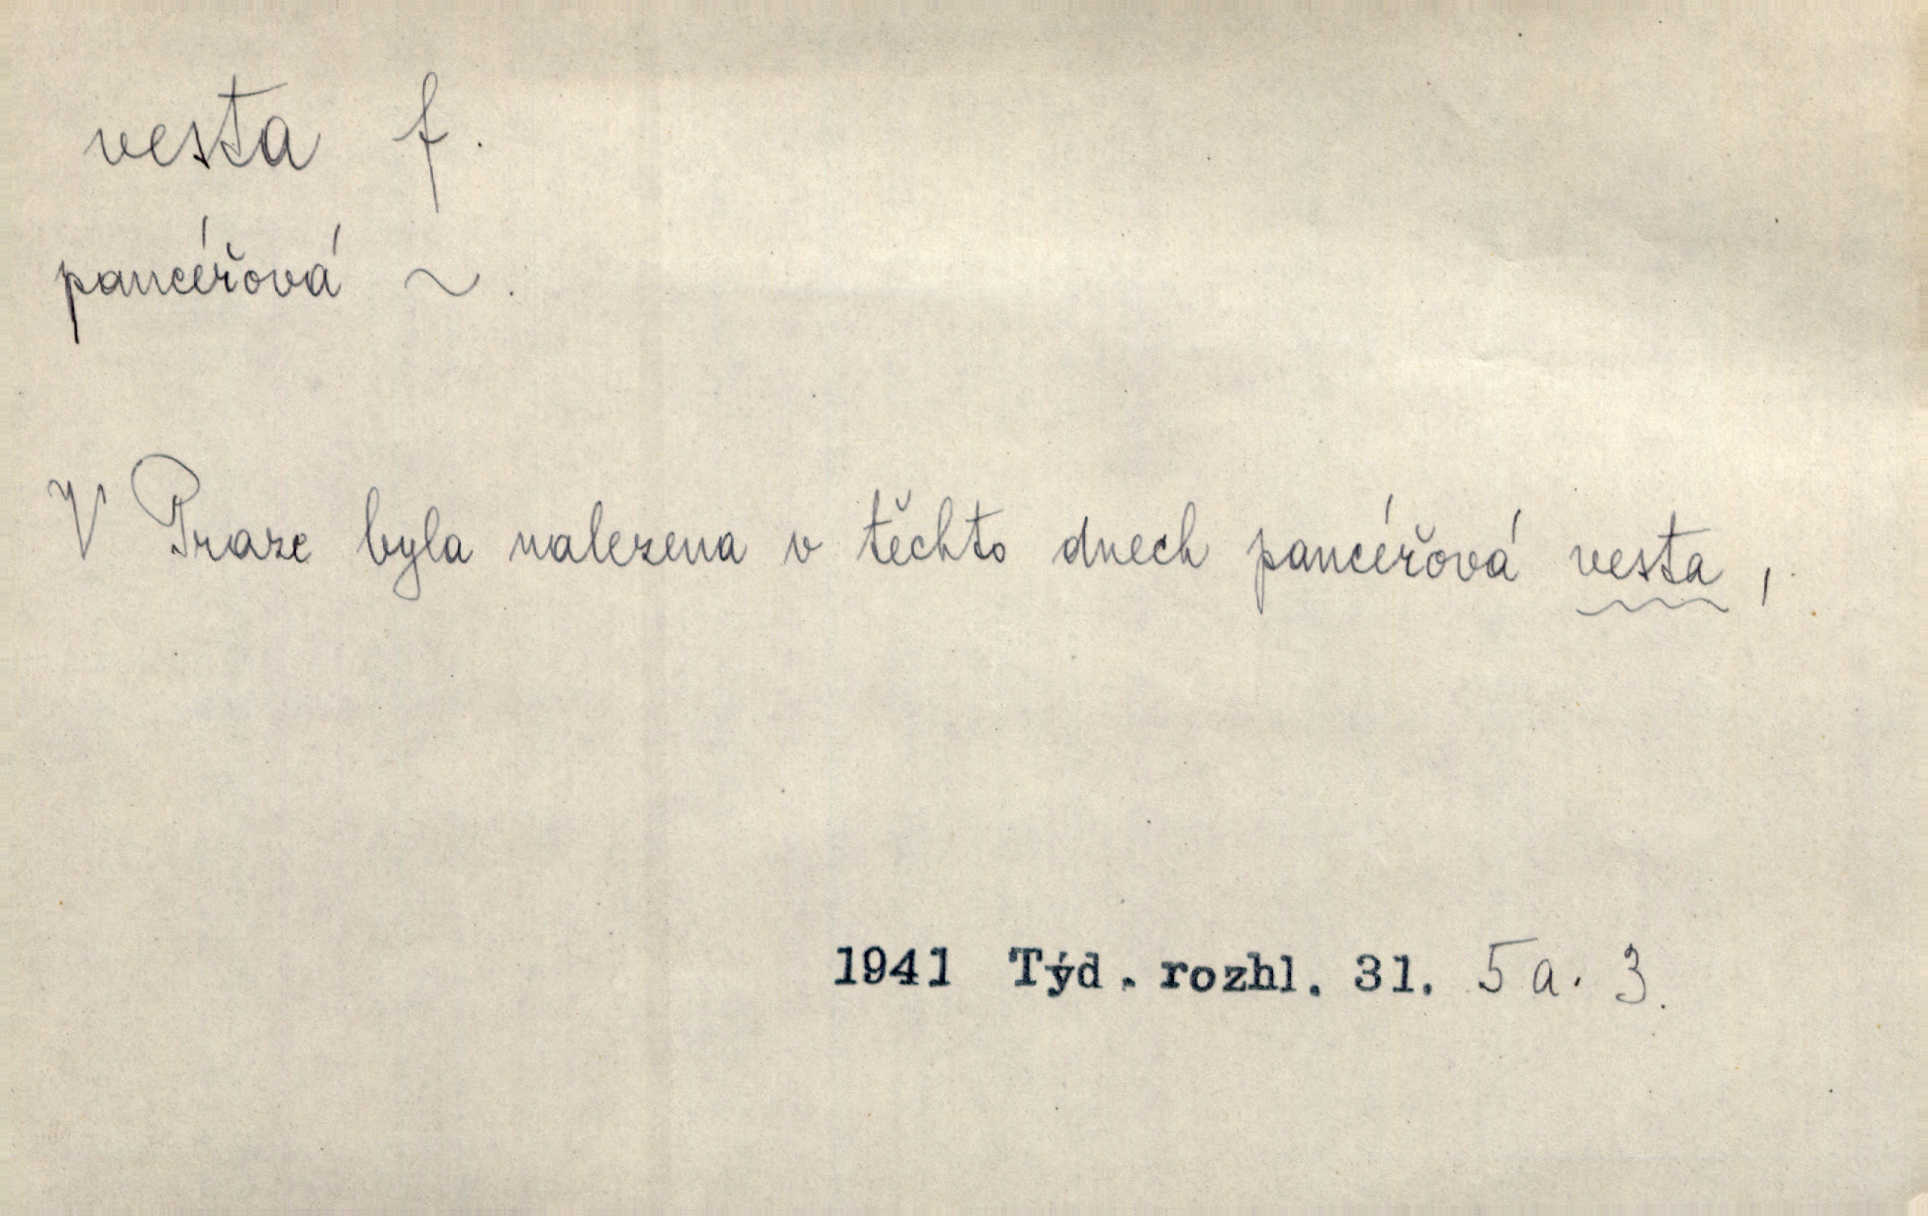 vesta f.
pancéřová ~.
V Praze byla nalezena v těchto dnech pancéřová vesta,
1941 Týd. rozhl. 31. 5a. 3.